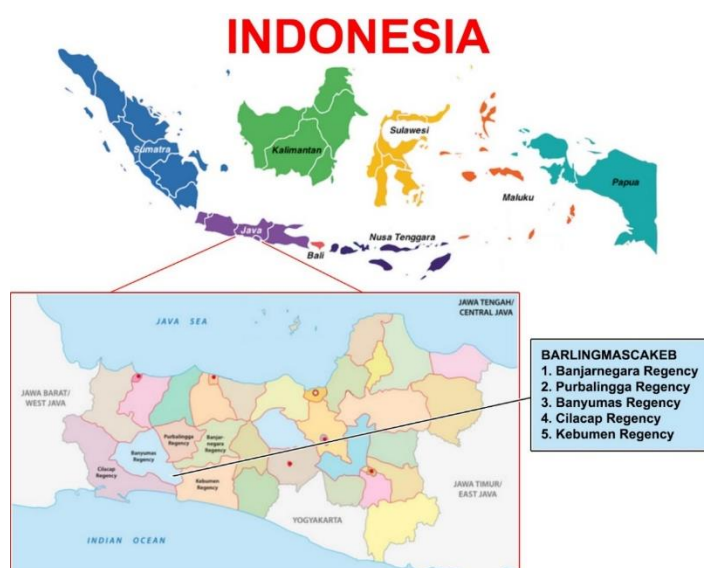 INDONESIA
Sumatra
Kalimantan
Sulawesi
Maluku
Papua
Java
Bali
Nusa Tenggara
JAVA SEA
JAWA TENGAH/
CENTRAL JAVA
JAWA BARAT/
WEST JAVA
Cilacap
Regency
Banyumas
Regency
Purbalingga
Regency
Banjar-
negara
Regency
Kebumen
Regency
YOGYAKARTA
JAWA TIMUR/
EAST JAVA
INDIAN OCEAN
BARLINGMASCAKEB
1. Banjarnegara Regency
2. Purbalingga Regency
3. Banyumas Regency
4. Cilacap Regency
5. Kebumen Regency